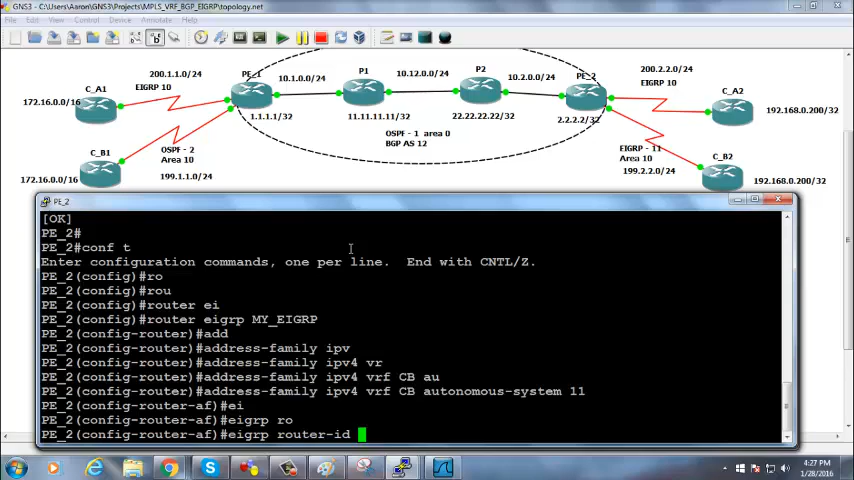 GNS3 - C:\Users\Aaron\GNS3\Projects\MPLS_VRF_BGP_EIGRP\topology.net
File Edit View Control Device Annotate Help
200.1.1.0/24
EIGRP 10
C_A1
172.16.0.0/16
PE_1
1.1.1.1/32
10.1.0.0/24
P1
11.11.11.11/32
10.12.0.0/24
P2
22.22.22.22/32
10.2.0.0/24
PE_2
2.2.2.2/32
200.2.2.0/24
EIGRP 10
C_A2
192.168.0.200/32
C_B1
172.16.0.0/16
OSPF - 2
Area 10
199.1.1.0/24
OSPF - 1 area 0
BGP AS 12
EIGRP - 11
Area 10
199.2.2.0/24
C_B2
192.168.0.200/32
PE_2
[OK]
PE_2#
PE_2#conf t
Enter configuration commands, one per line.  End with CNTL/Z.
PE_2(config)#ro
PE_2(config)#rou
PE_2(config)#router ei
PE_2(config)#router eigrp MY_EIGRP
PE_2(config-router)#add
PE_2(config-router)#address-family ipv
PE_2(config-router)#address-family ipv4 vr
PE_2(config-router)#address-family ipv4 vrf CB au
PE_2(config-router)#address-family ipv4 vrf CB autonomous-system 11
PE_2(config-router-af)#ei
PE_2(config-router-af)#eigrp ro
PE_2(config-router-af)#eigrp router-id
4:27 PM
1/28/2016